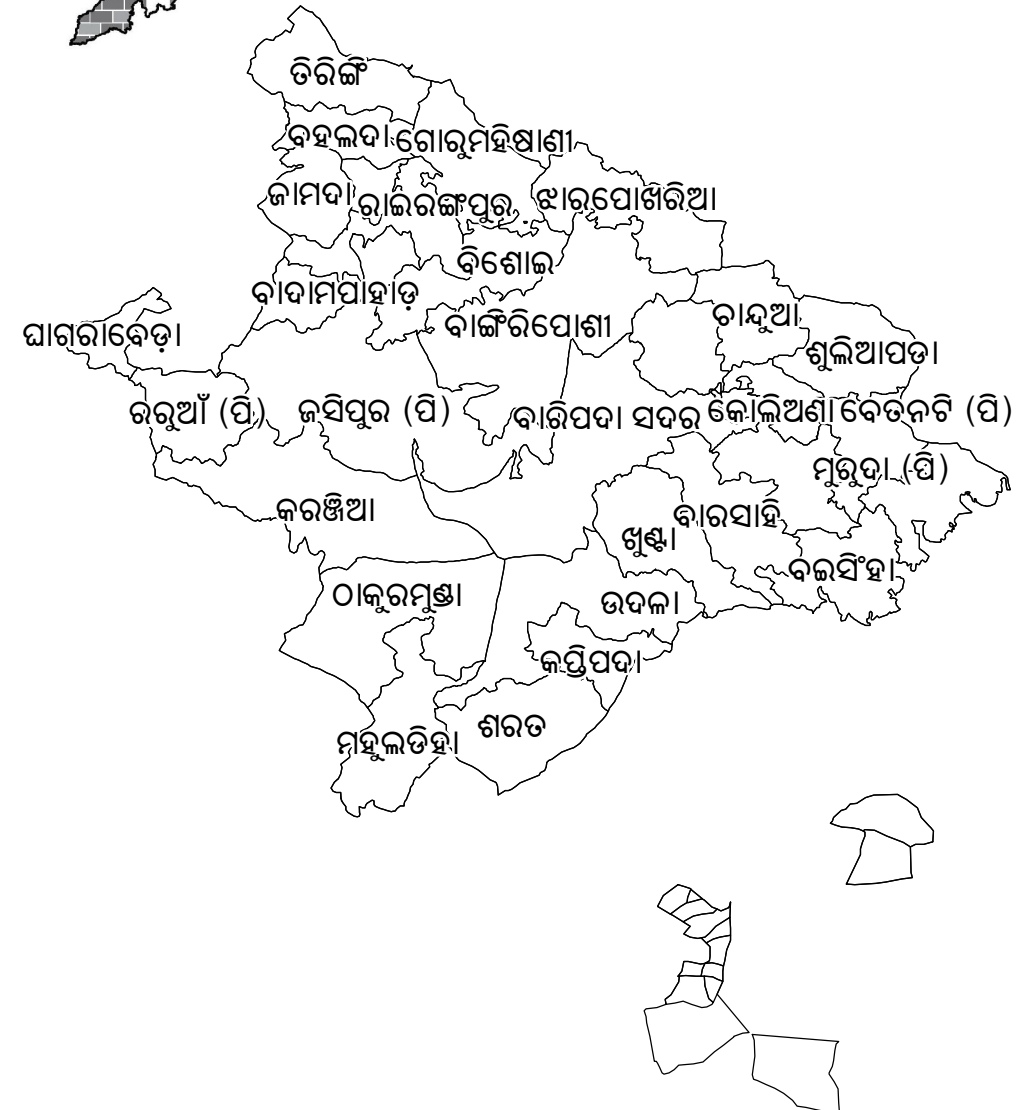 ତିରିଙ୍ଗି
ବହଲଦା
ଗୋରୁମହିଷାଣୀ
ଜାମଦା
ରାଇରଙ୍ଗପୁର
ଝାରପୋଖରିଆ
ବିଶୋଇ
ବାଦାମପାହାଡ଼
ବାଙ୍ଗିରିପୋଶୀ
ଚାନ୍ଦୁଆ
ଘାଗରାବେଡ଼ା
ଶୁଲିଆପଡା
ରରୁଆଁ (ପି)
ଜସିପୁର (ପି)
ବାରିପଦା ସଦର
କୋଲିଅଣା
ବେତନଟି (ପି)
ମୁରୁଦା (ପି)
କରଞ୍ଜିଆ
ବାରସାହି
ଖୁଣ୍ଟା
ବଇସିଂହା
ଠାକୁରମୁଣ୍ଡା
ଉଦଳା
କପ୍ତିପଦା
ଶରତ
ମହୁଲଡିହା